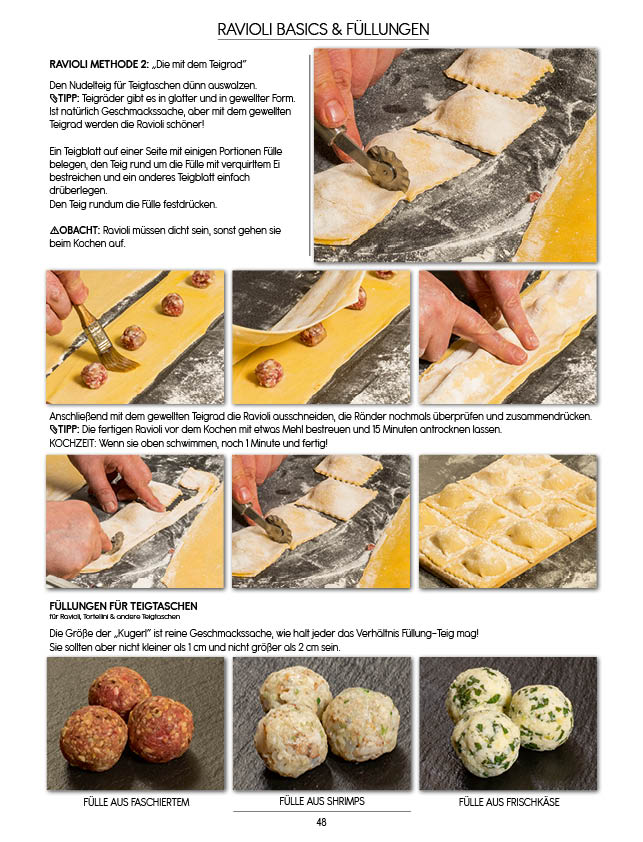 RAVIOLI BASICS & FÜLLUNGEN
RAVIOLI METHODE 2: „Die mit dem Teigrad"
Den Nudelteig für Teigtaschen dünn auswalzen.
TIPP: Teigräder gibt es in glatter und in gewellter Form.
Ist natürlich Geschmackssache, aber mit dem gewellten
Teigrad werden die Ravioli schöner!
Ein Teigblatt auf einer Seite mit einigen Portionen Fülle
belegen, den Teig rund um die Fülle mit verquirltem Ei
bestreichen und ein anderes Teigblatt einfach
drüberlegen.
Den Teig rundum die Fülle festdrücken.
⚠OBACHT: Ravioli müssen dicht sein, sonst gehen sie
beim Kochen auf.
Anschließend mit dem gewellten Teigrad die Ravioli ausschneiden, die Ränder nochmals überprüfen und zusammendrücken.
TIPP: Die fertigen Ravioli vor dem Kochen mit etwas Mehl bestreuen und 15 Minuten antrocknen lassen.
KOCHZEIT: Wenn sie oben schwimmen, noch 1 Minute und fertig!
FÜLLUNGEN FÜR TEIGTASCHEN
für Ravioli, Tortellini & andere Teigtaschen
Die Größe der „Kugerl" ist reine Geschmackssache, wie halt jeder das Verhältnis Füllung-Teig mag!
Sie sollten aber nicht kleiner als 1 cm und nicht größer als 2 cm sein.
FÜLLE AUS FASCHIERTEM
FÜLLE AUS SHRIMPS
FÜLLE AUS FRISCHKÄSE
48